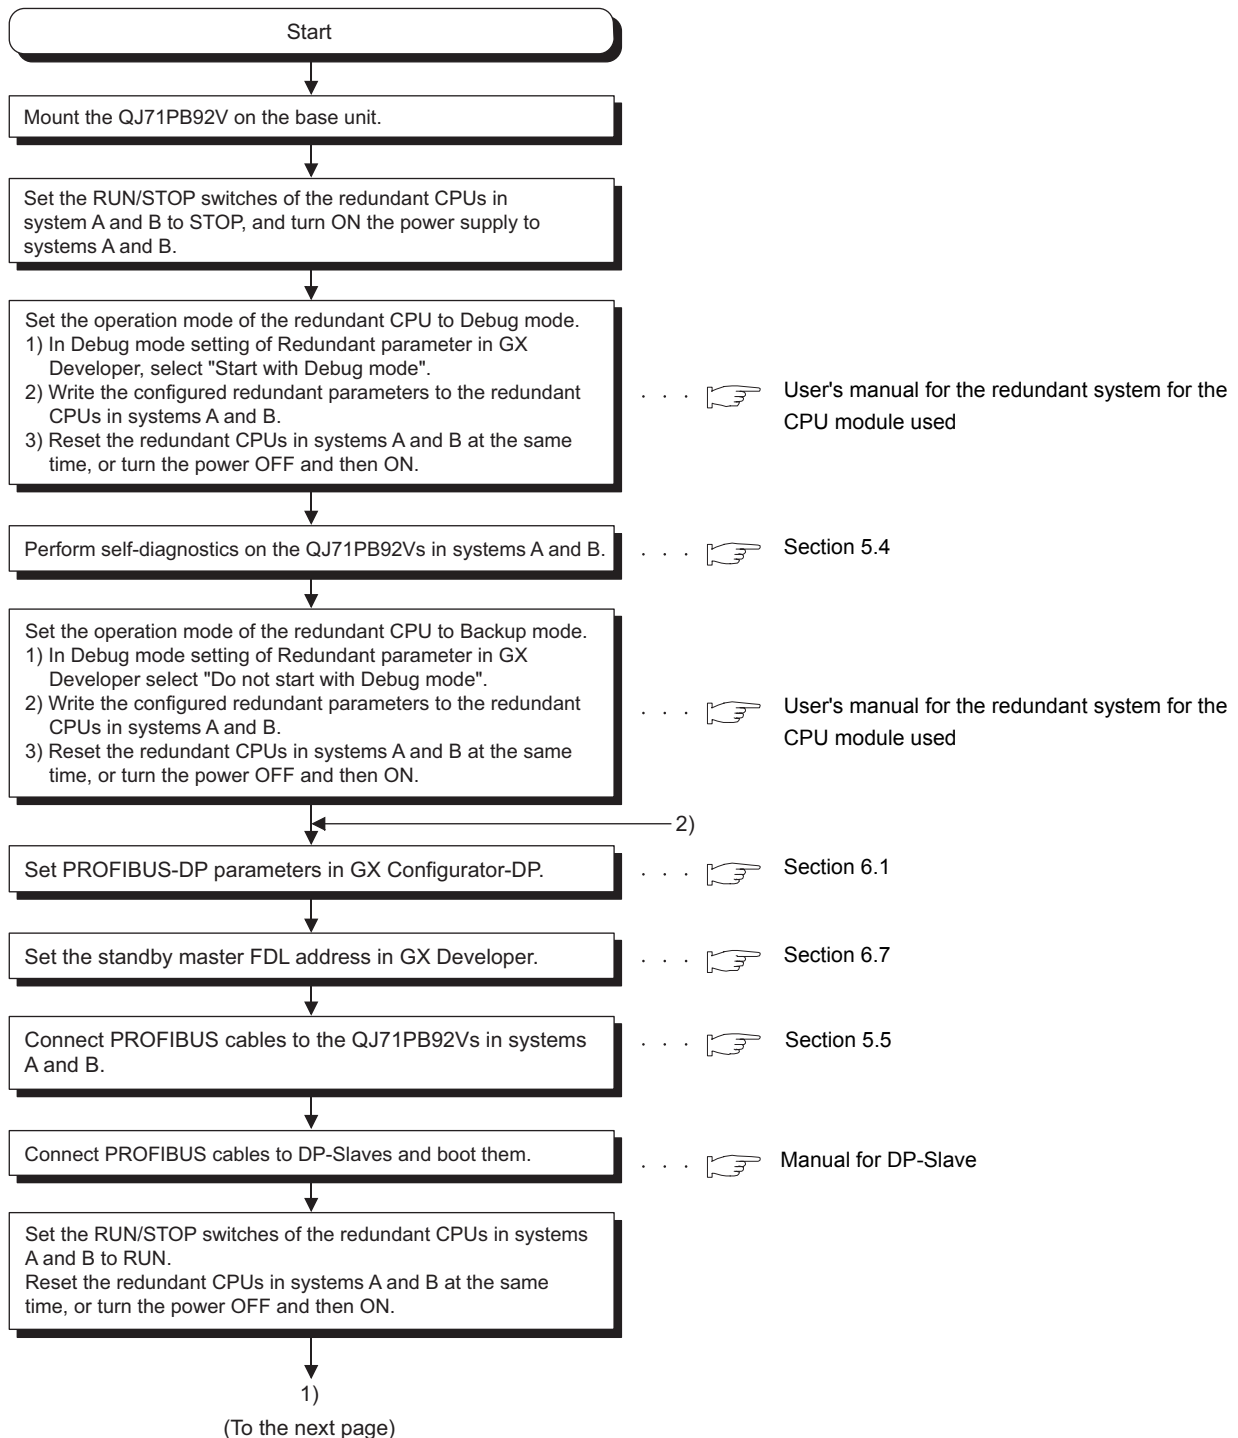 Start
Mount the QJ71PB92V on the base unit.
Set the RUN/STOP switches of the redundant CPUs in
system A and B to STOP, and turn ON the power supply to
systems A and B.
Set the operation mode of the redundant CPU to Debug mode.
1) In Debug mode setting of Redundant parameter in GX
Developer, select "Start with Debug mode".
2) Write the configured redundant parameters to the redundant
CPUs in systems A and B.
3) Reset the redundant CPUs in systems A and B at the same
time, or turn the power OFF and then ON.
. . . User's manual for the redundant system for the
CPU module used
Perform self-diagnostics on the QJ71PB92Vs in systems A and B.
. . . Section 5.4
Set the operation mode of the redundant CPU to Backup mode.
1) In Debug mode setting of Redundant parameter in GX
Developer select "Do not start with Debug mode".
2) Write the configured redundant parameters to the redundant
CPUs in systems A and B.
3) Reset the redundant CPUs in systems A and B at the same
time, or turn the power OFF and then ON.
. . . User's manual for the redundant system for the
CPU module used
2)
Set PROFIBUS-DP parameters in GX Configurator-DP.
. . . Section 6.1
Set the standby master FDL address in GX Developer.
. . . Section 6.7
Connect PROFIBUS cables to the QJ71PB92Vs in systems
A and B.
. . . Section 5.5
Connect PROFIBUS cables to DP-Slaves and boot them.
. . . Manual for DP-Slave
Set the RUN/STOP switches of the redundant CPUs in systems
A and B to RUN.
Reset the redundant CPUs in systems A and B at the same
time, or turn the power OFF and then ON.
1)
(To the next page)